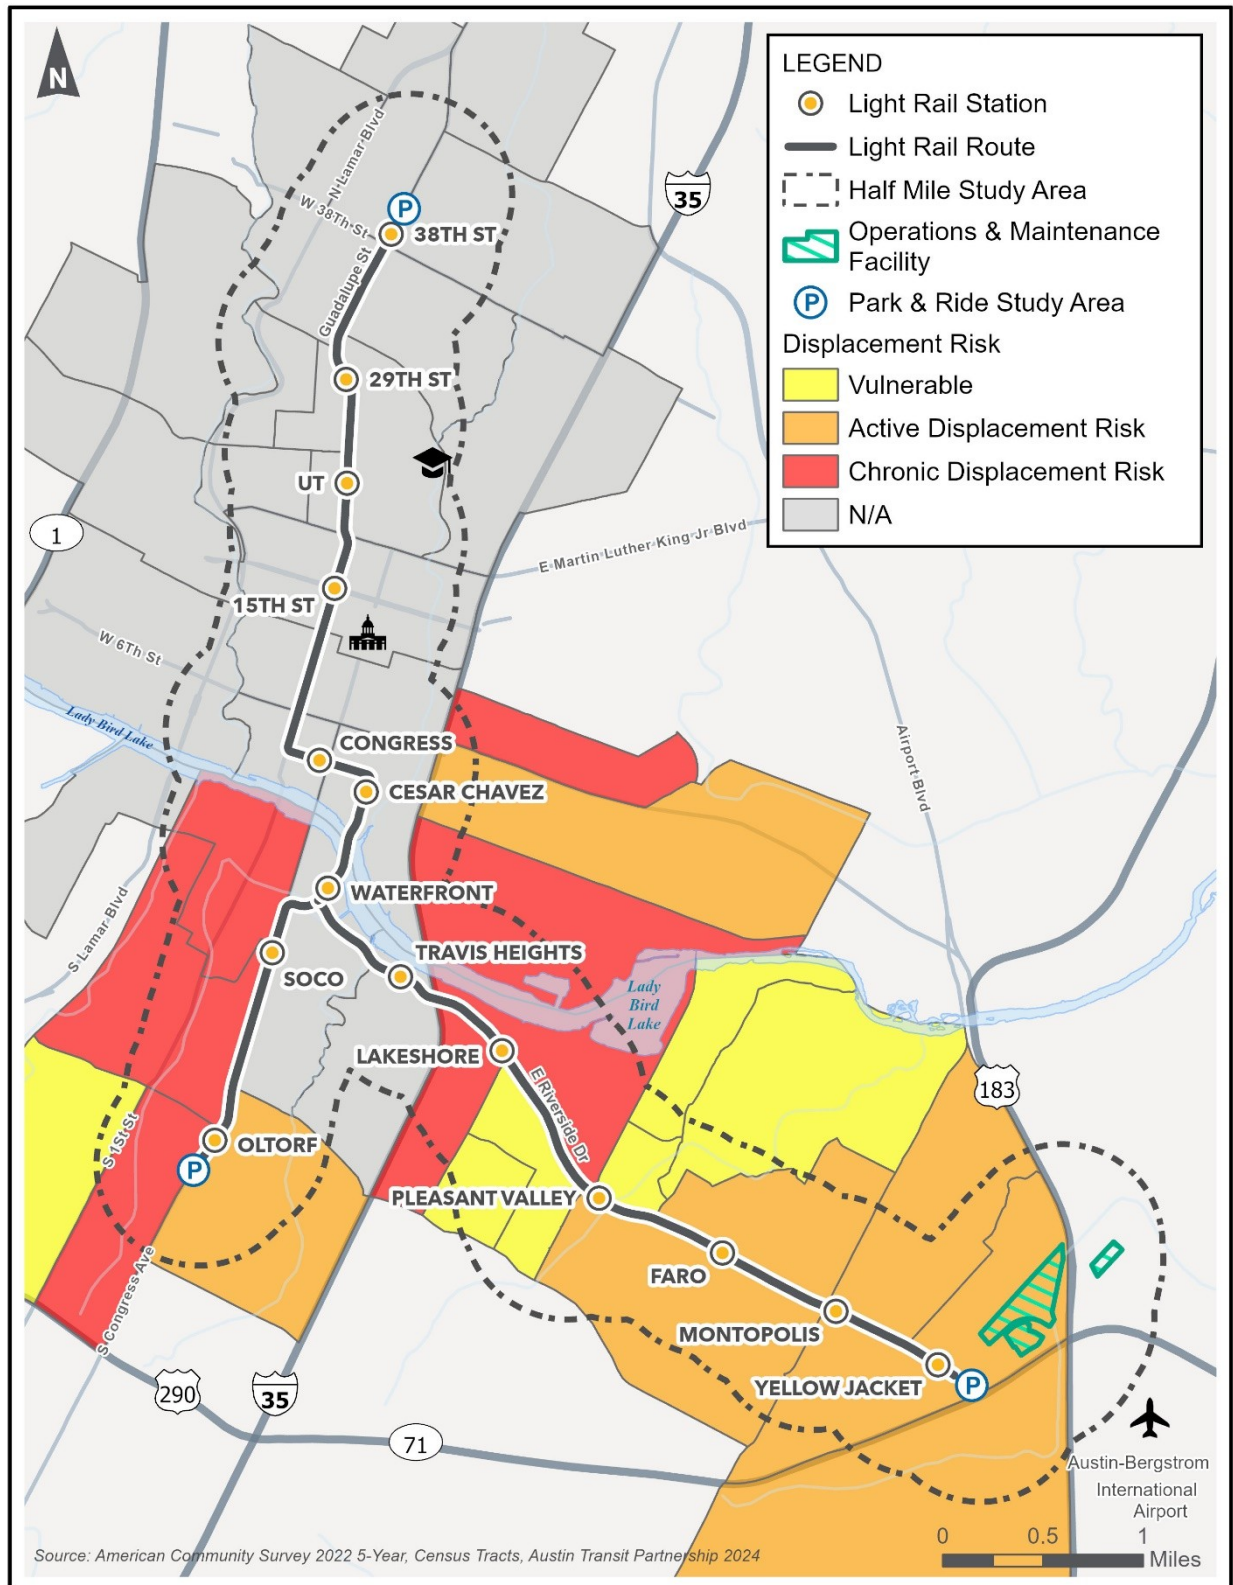 N
LEGEND
Light Rail Station
Light Rail Route
Half Mile Study Area
Operations & Maintenance
Facility
P
Park & Ride Study Area
Displacement Risk
Vulnerable
Active Displacement Risk
Chronic Displacement Risk
N/A
N Lamar Blvd
35
W 38Th St
P
38TH ST
Guadalupe St
29TH ST
UT
1
E Martin Luther King Jr Blvd
15TH ST
W 6Th St
Lady Bird Lake
Airport Blvd
CONGRESS
CESAR CHAVEZ
WATERFRONT
S Lamar Blvd
SOCO
TRAVIS HEIGHTS
Lady
Bird
Lake
LAKESHORE
E Riverside Dr
183
S 1St St
OLTORF
P
PLEASANT VALLEY
FARO
S Congress Ave
MONTOPOLIS
YELLOW JACKET
P
290
35
71
Austin-Bergstrom
International
Airport
0 0.5 1
Miles
Source: American Community Survey 2022 5-Year, Census Tracts, Austin Transit Partnership 2024